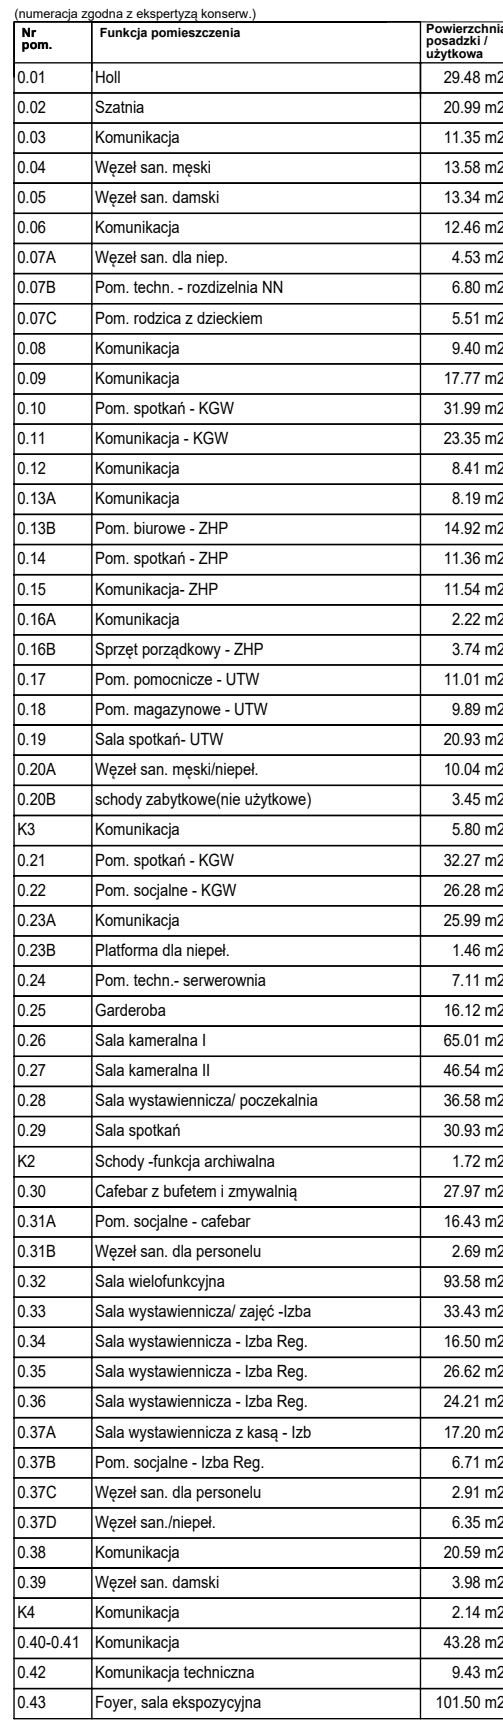 (numeracja zgodna z ekspertyzą konserw.)
Nr pom. Funkcja pomieszczenia Powierzchnia posadzki / użytkowa
0.01 Holl 29.48 m2
0.02 Szatnia 20.99 m2
0.03 Komunikacja 11.35 m2
0.04 Węzeł san. męski 13.58 m2
0.05 Węzeł san. damski 13.34 m2
0.06 Komunikacja 12.46 m2
0.07A Węzeł san. dla niep. 4.53 m2
0.07B Pom. techn. - rozdizelnia NN 6.80 m2
0.07C Pom. rodzica z dzieckiem 5.51 m2
0.08 Komunikacja 9.40 m2
0.09 Komunikacja 17.77 m2
0.10 Pom. spotkań - KGW 31.99 m2
0.11 Komunikacja - KGW 23.35 m2
0.12 Komunikacja 8.41 m2
0.13A Komunikacja 8.19 m2
0.13B Pom. biurowe - ZHP 14.92 m2
0.14 Pom. spotkań - ZHP 11.36 m2
0.15 Komunikacja- ZHP 11.54 m2
0.16A Komunikacja 2.22 m2
0.16B Sprzęt porządkowy - ZHP 3.74 m2
0.17 Pom. pomocnicze - UTW 11.01 m2
0.18 Pom. magazynowe - UTW 9.89 m2
0.19 Sala spotkań- UTW 20.93 m2
0.20A Węzeł san. męski/niepeł. 10.04 m2
0.20B schody zabytkowe(nie użytkowe) 3.45 m2
K3 Komunikacja 5.80 m2
0.21 Pom. spotkań - KGW 32.27 m2
0.22 Pom. socjalne - KGW 26.28 m2
0.23A Komunikacja 25.99 m2
0.23B Platforma dla niepeł. 1.46 m2
0.24 Pom. techn.- serwerownia 7.11 m2
0.25 Garderoba 16.12 m2
0.26 Sala kameralna I 65.01 m2
0.27 Sala kameralna II 46.54 m2
0.28 Sala wystawiennicza/ poczekalnia 36.58 m2
0.29 Sala spotkań 30.93 m2
K2 Schody -funkcja archiwalna 1.72 m2
0.30 Cafebar z bufetem i zmywalnią 27.97 m2
0.31A Pom. socjalne - cafebar 16.43 m2
0.31B Węzeł san. dla personelu 2.69 m2
0.32 Sala wielofunkcyjna 93.58 m2
0.33 Sala wystawiennicza/ zajęć -Izba 33.43 m2
0.34 Sala wystawiennicza - Izba Reg. 16.50 m2
0.35 Sala wystawiennicza - Izba Reg. 26.62 m2
0.36 Sala wystawiennicza - Izba Reg. 24.21 m2
0.37A Sala wystawiennicza z kasą - Izb 17.20 m2
0.37B Pom. socjalne - Izba Reg. 6.71 m2
0.37C Węzeł san. dla personelu 2.91 m2
0.37D Węzeł san./niepeł. 6.35 m2
0.38 Komunikacja 20.59 m2
0.39 Węzeł san. damski 3.98 m2
K4 Komunikacja 2.14 m2
0.40-0.41 Komunikacja 43.28 m2
0.42 Komunikacja techniczna 9.43 m2
0.43 Foyer, sala ekspozycyjna 101.50 m2